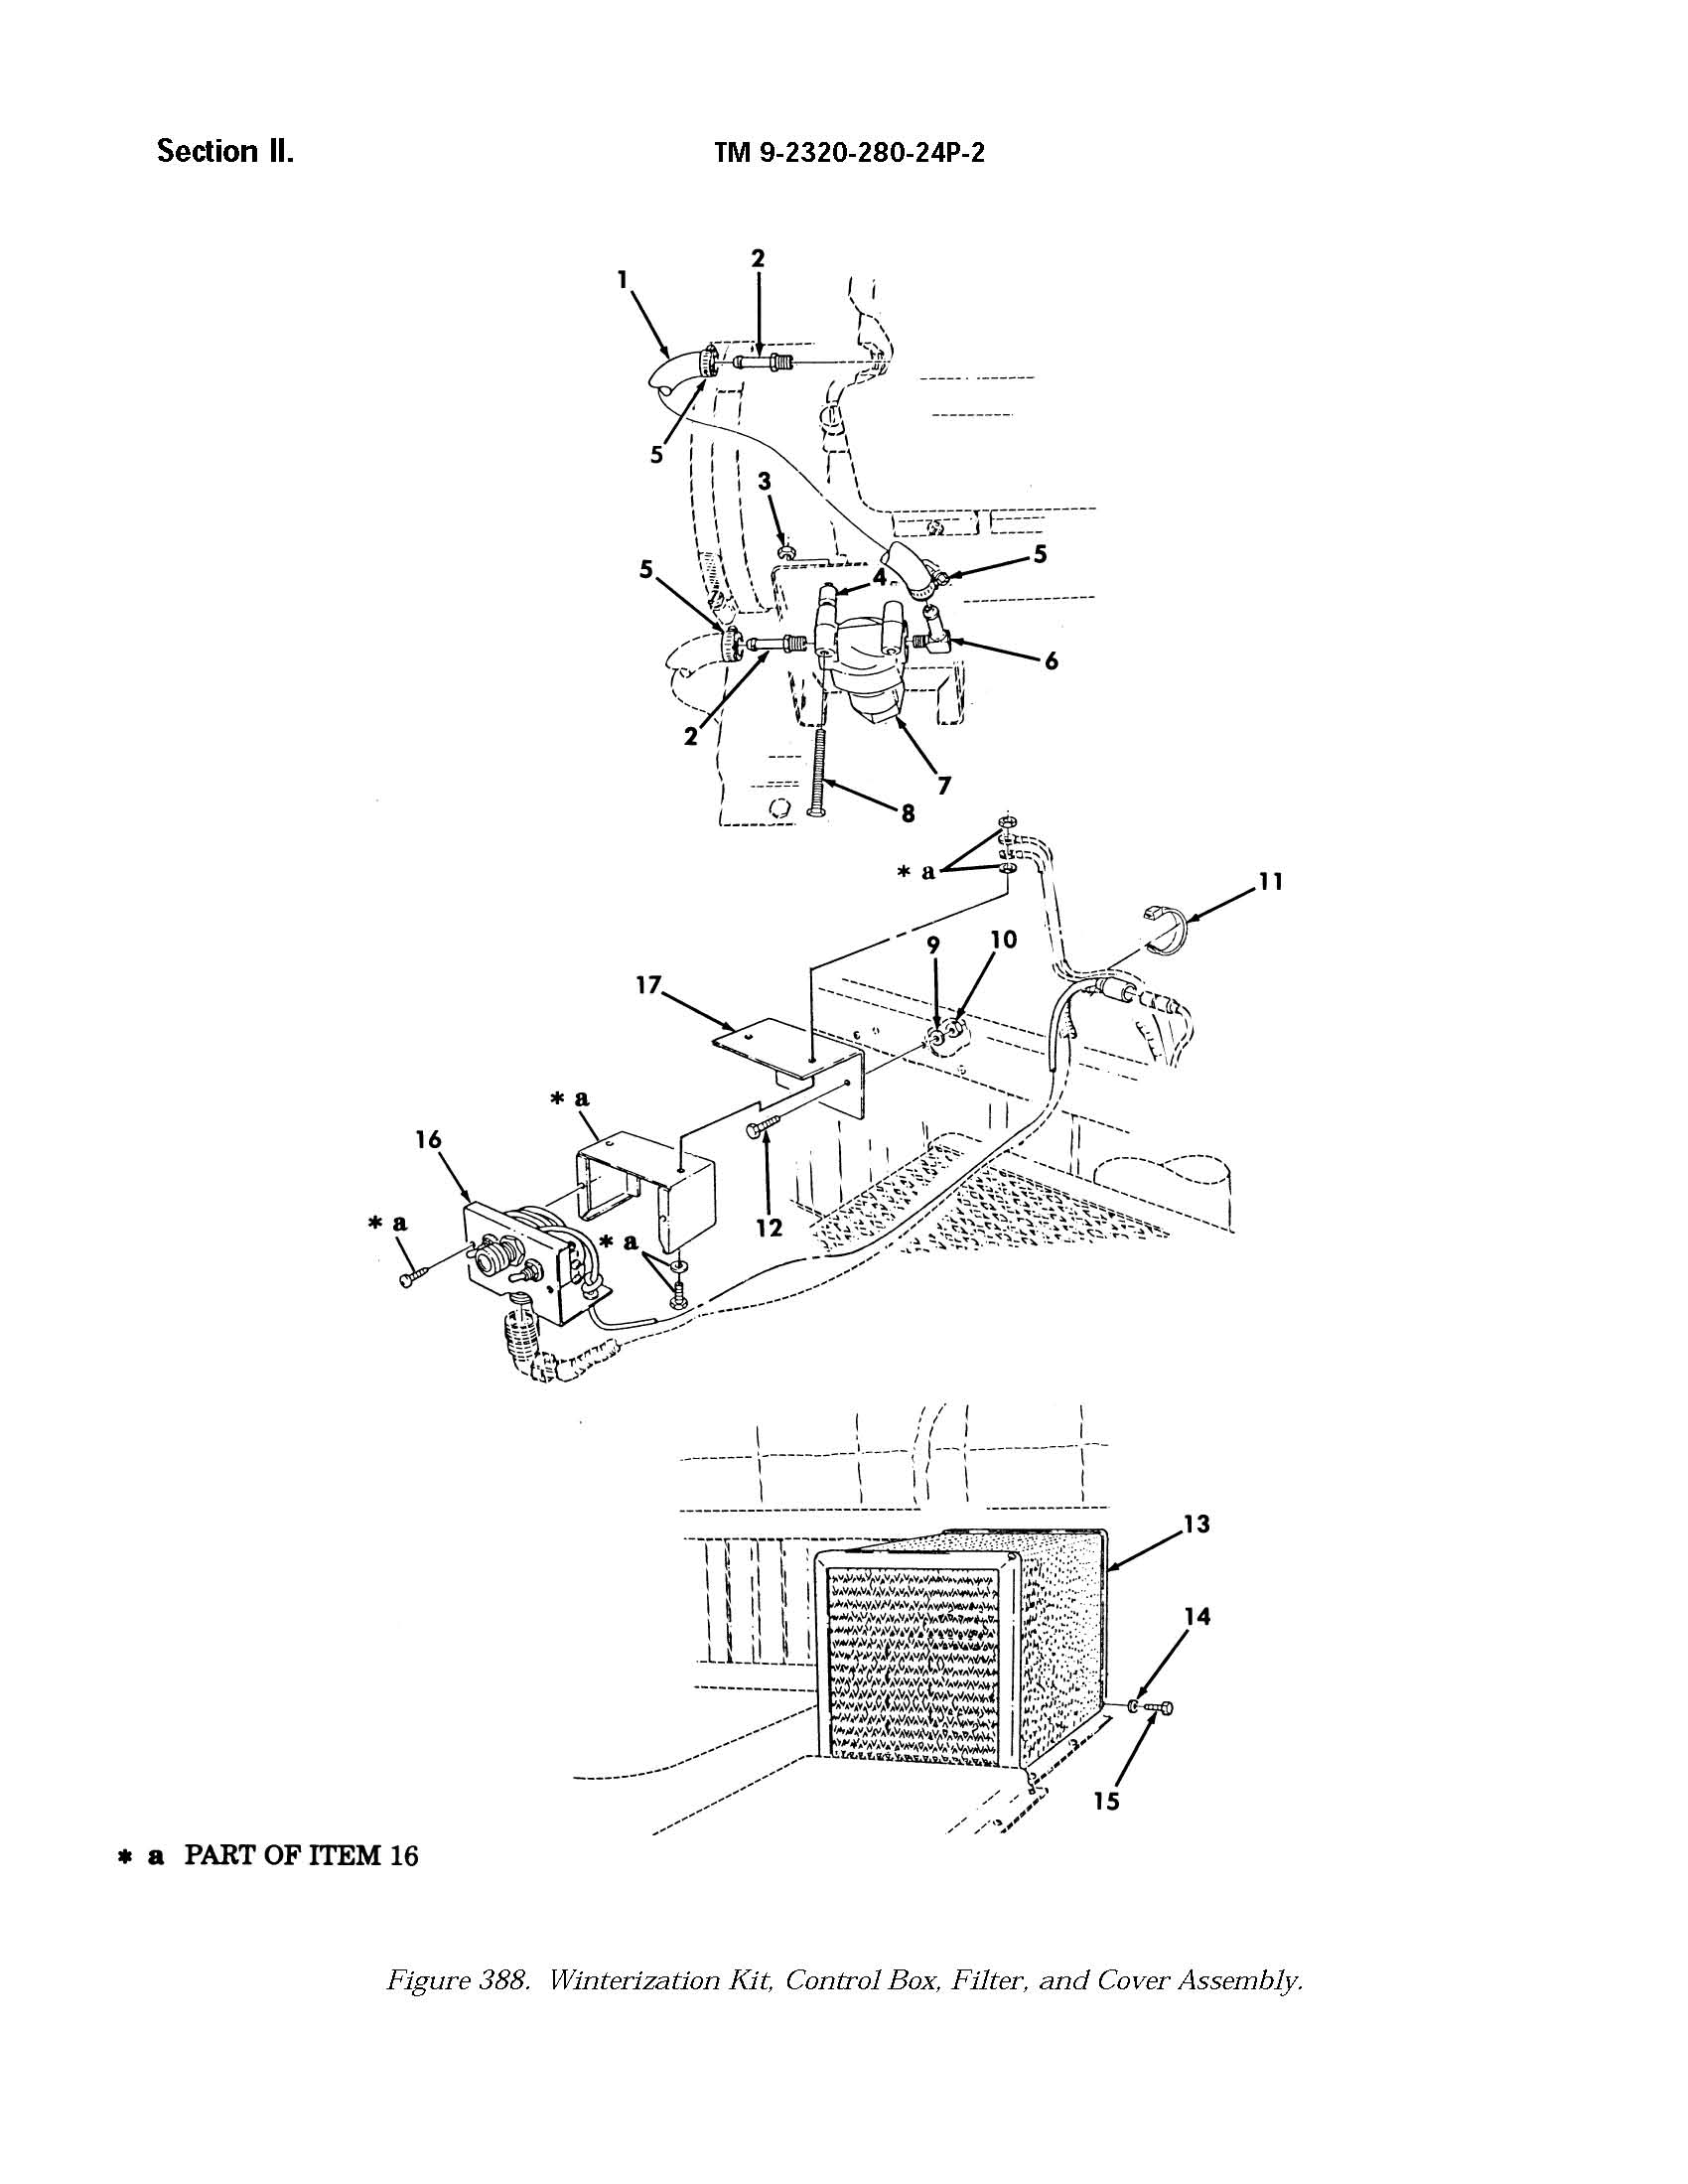 Section II.
TM 9-2320-280-24P-2
2
1
5
3
5
5
4
6
2
7
8
* a
11
9
10
17
* a
16
12
* a
* a
13
14
15
* a PART OF ITEM 16
Figure 388. Winterization Kit, Control Box, Filter, and Cover Assembly.